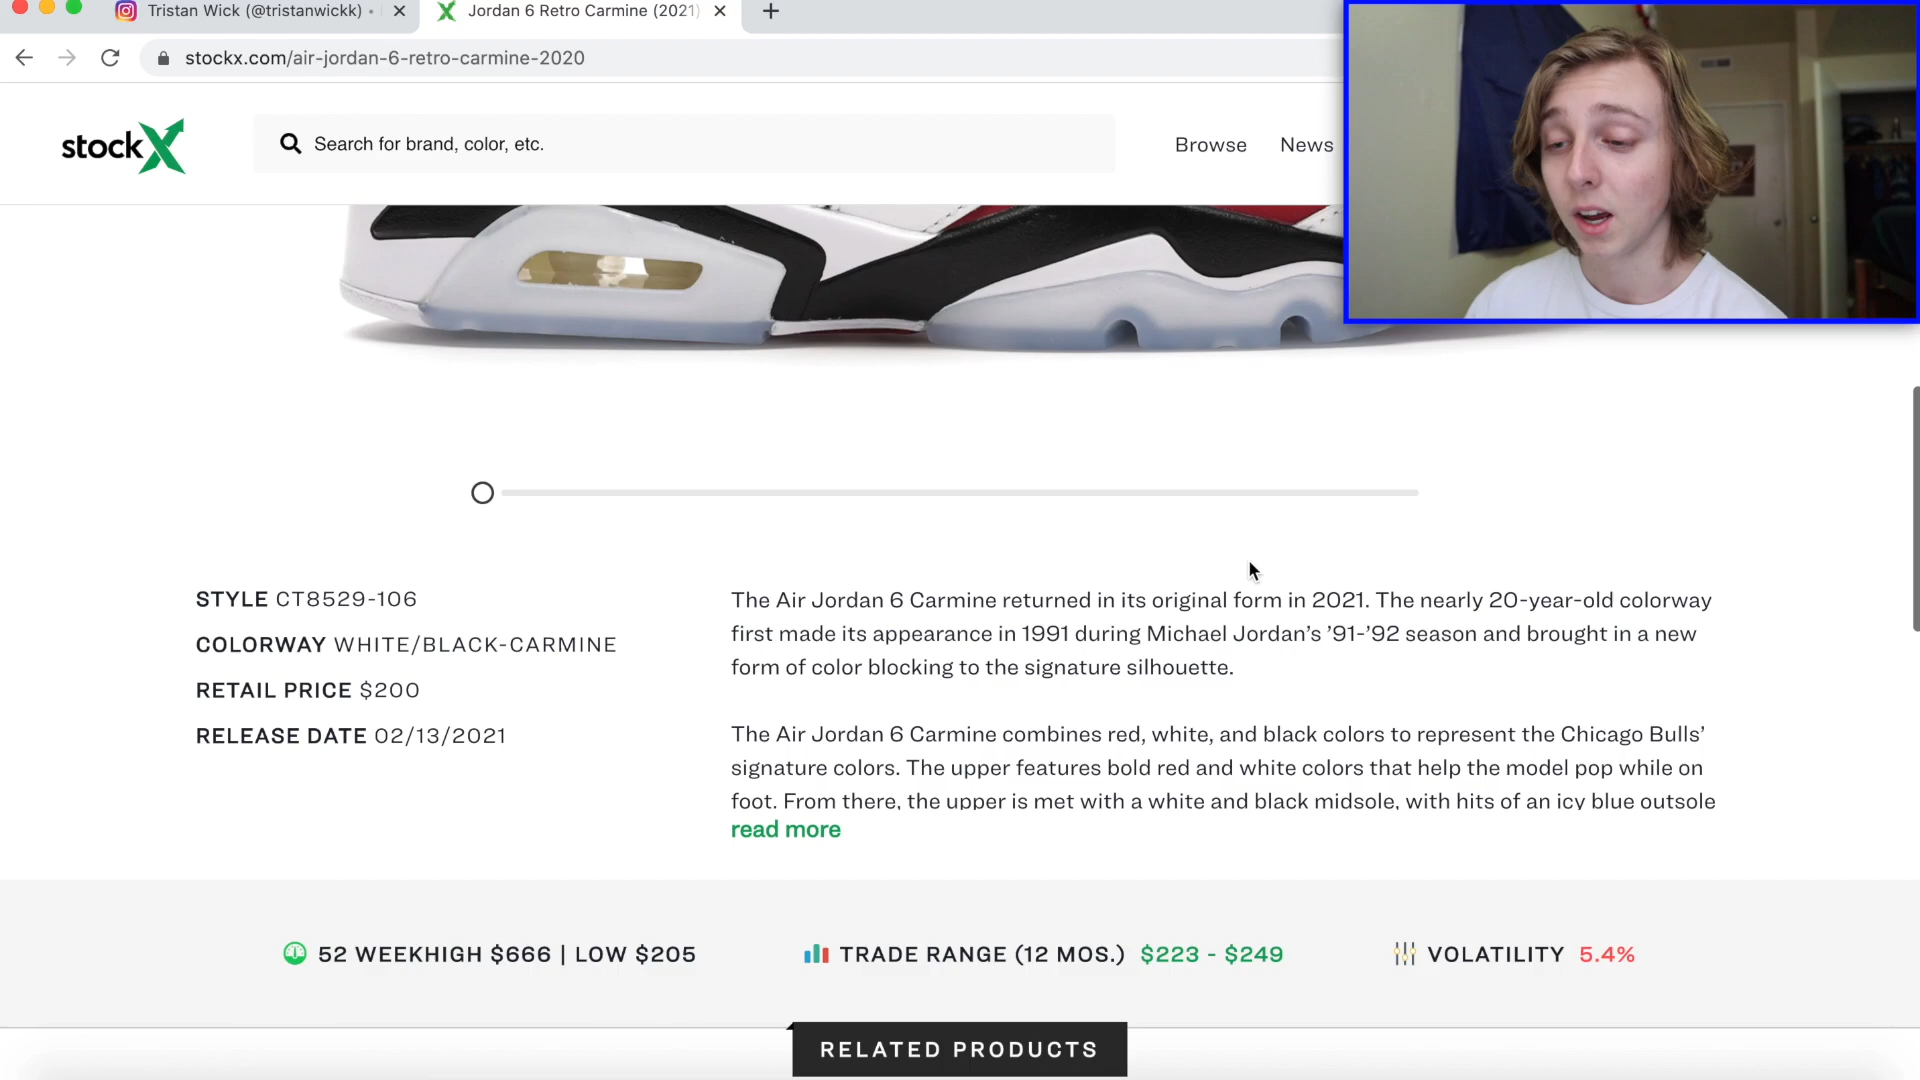 Tristan Wick (@tristanwickk) •
Jordan 6 Retro Carmine (2021)
stockx.com/air-jordan-6-retro-carmine-2020
stockX
Search for brand, color, etc.
Browse
News
STYLE CT8529-106
COLORWAY WHITE/BLACK-CARMINE
RETAIL PRICE $200
RELEASE DATE 02/13/2021
The Air Jordan 6 Carmine returned in its original form in 2021. The nearly 20-year-old colorway
first made its appearance in 1991 during Michael Jordan's '91-'92 season and brought in a new
form of color blocking to the signature silhouette.
The Air Jordan 6 Carmine combines red, white, and black colors to represent the Chicago Bulls'
signature colors. The upper features bold red and white colors that help the model pop while on
foot. From there, the upper is met with a white and black midsole, with hits of an icy blue outsole
read more
52 WEEKHIGH $666 | LOW $205
TRADE RANGE (12 MOS.) $223 - $249
VOLATILITY 5.4%
RELATED PRODUCTS